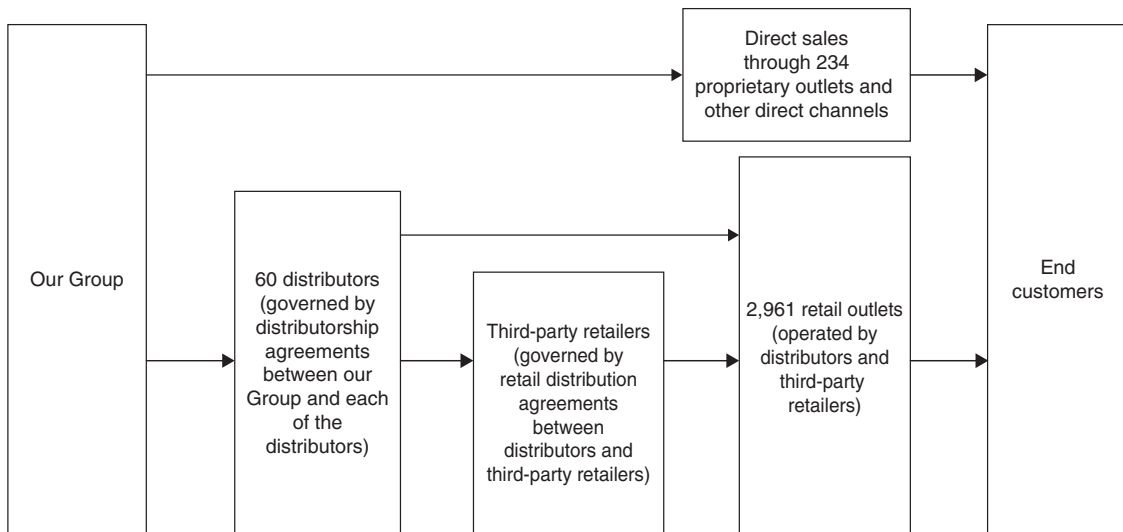 Our Group
Direct sales
through 234
proprietary outlets and
other direct channels
60 distributors
(governed by
distributorship
agreements
between our
Group and each
of the
distributors)
Third-party retailers
(governed by
retail distribution
agreements
between
distributors and
third-party retailers)
2,961 retail outlets
(operated by
distributors and
third-party
retailers)
End
customers